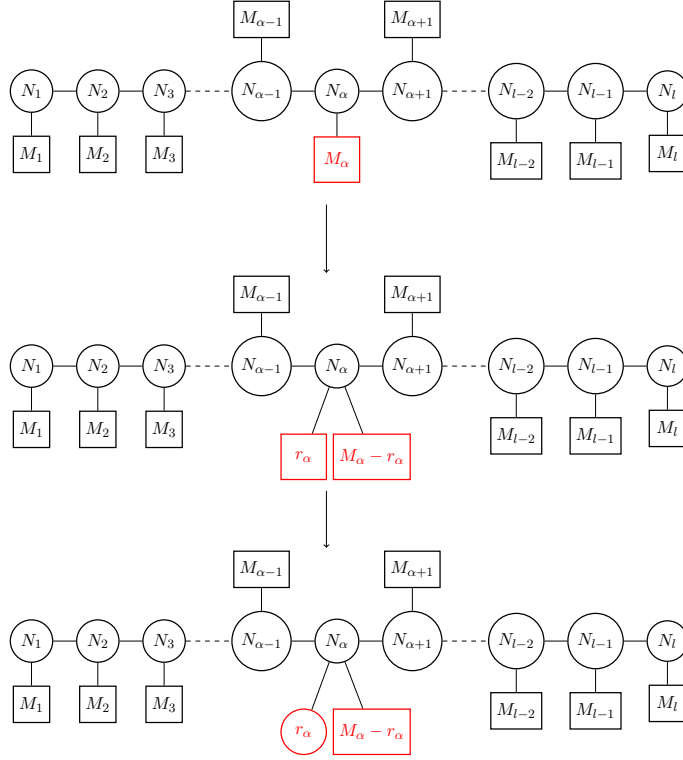 M_{α−1} M_{α+1}
N_1 N_2 N_3 N_{α−1} N_α N_{α+1} N_{l−2} N_{l−1} N_l
M_1 M_2 M_3 M_α M_{l−2} M_{l−1} M_l
M_{α−1} M_{α+1}
N_1 N_2 N_3 N_{α−1} N_α N_{α+1} N_{l−2} N_{l−1} N_l
M_1 M_2 M_3 M_{l−2} M_{l−1} M_l
r_α M_α − r_α
M_{α−1} M_{α+1}
N_1 N_2 N_3 N_{α−1} N_α N_{α+1} N_{l−2} N_{l−1} N_l
M_1 M_2 M_3 M_{l−2} M_{l−1} M_l
r_α M_α − r_α